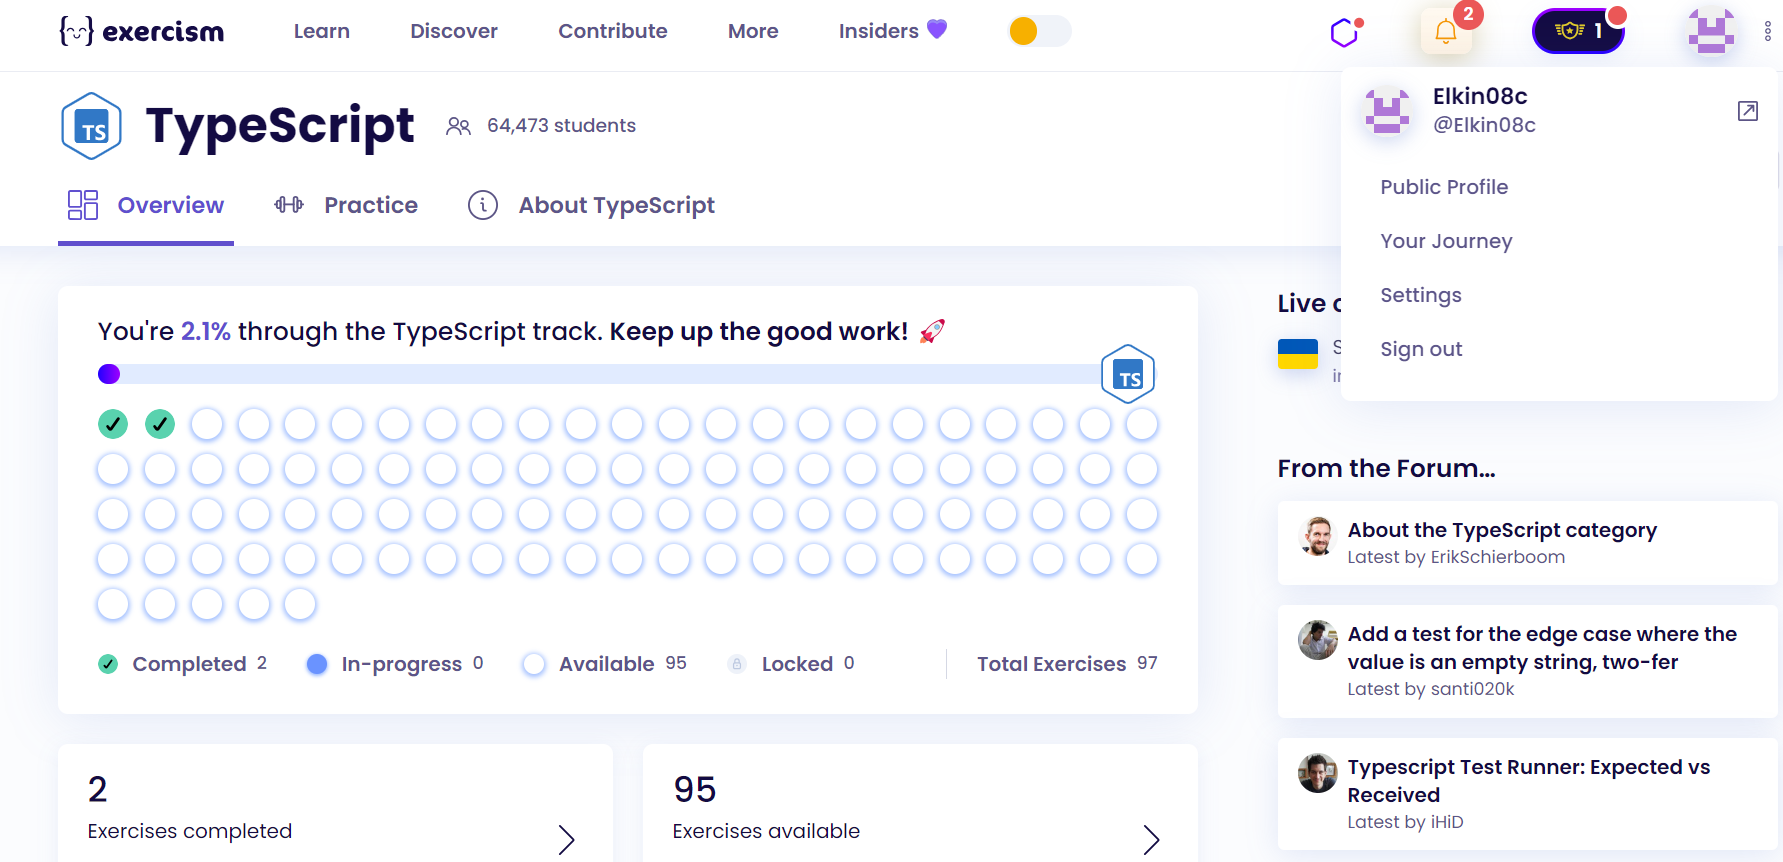 exercism
Learn
Discover
Contribute
More
Insiders
2
1
TS
TypeScript
64,473 students
Overview
Practice
About TypeScript
Elkin08c
@Elkin08c
Public Profile
Your Journey
Settings
Sign out
You're 2.1% through the TypeScript track. Keep up the good work!
TS
Completed 2
In-progress 0
Available 95
Locked 0
Total Exercises 97
2
Exercises completed
95
Exercises available
Live
From the Forum...
About the TypeScript category
Latest by ErikSchierboom
Add a test for the edge case where the
value is an empty string, two-fer
Latest by santi020k
Typescript Test Runner: Expected vs
Received
Latest by iHiD